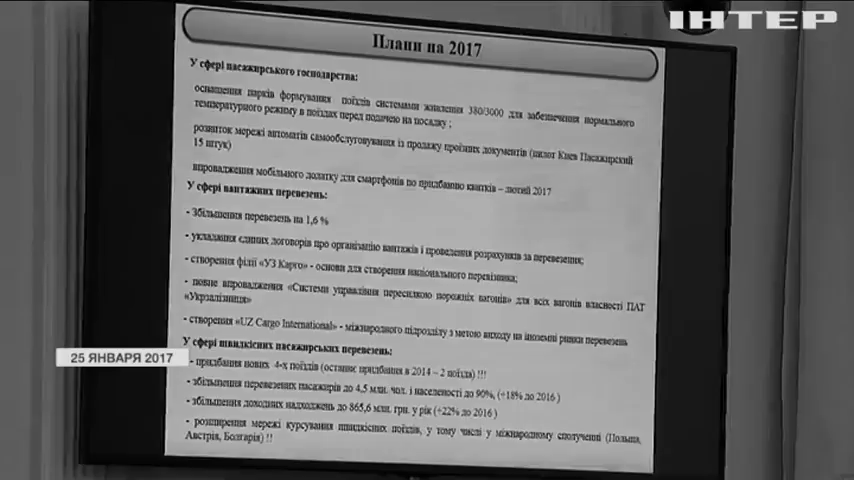 ІНТЕР
Плани на 2017
У сфері пасажирського господарства:
оснащення парків формування поїздів системами живлення 380/3000 для забезпечення нормального
температурного режиму в поїздах перед подачею на посадку ;
розвиток мережі автоматів самообслуговування із продажу проїзних документів (пілот Київ Пасажирський
15 штук)
впровадження мобільного додатку для смартфонів по придбанню квитків – лютий 2017
У сфері вантажних перевезень:
- Збільшення перевезень на 1,6 %
- укладання єдиних договорів про організацію вантажів і проведення розрахунків за перевезення;
- створення філії «УЗ Карго» - основи для створення національного перевізника;
- повне впровадження «Системи управління пересилкою порожніх вагонів» для всіх вагонів власності ПАТ
«Укрзалізниця»
- створення «UZ Cargo International» - міжнародного підрозділу з метою виходу на іноземні ринки перевезень
У сфері швидкісних пасажирських перевезень:
- придбання нових 4-х поїздів (останнє придбання в 2014 – 2 поїзда) !!!
- збільшення перевезених пасажирів до 4,5 млн. чол. і населеності до 90%, (+18% до 2016 )
- збільшення доходних надходжень до 865,6 млн. грн. у рік (+22% до 2016 )
- розширення мережі курсування швидкісних поїздів, у тому числі у міжнародному сполученні (Польща,
Австрія, Болгарія) !!
25 ЯНВАРЯ 2017